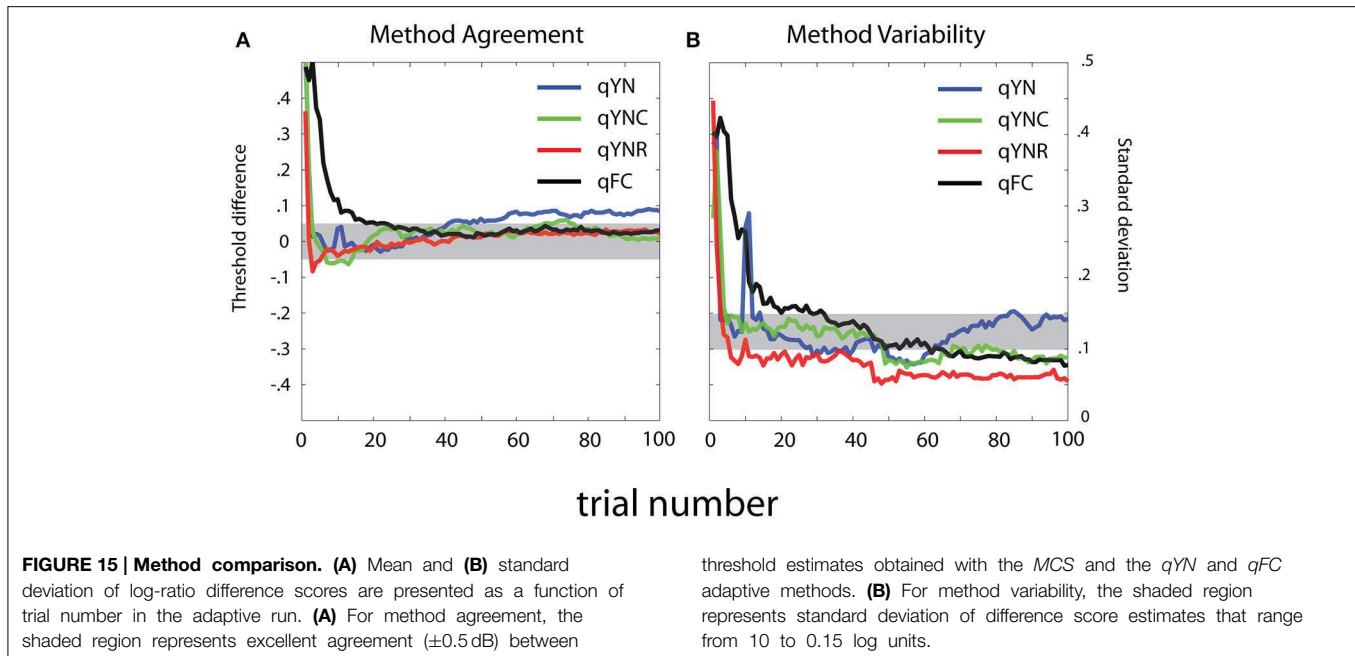 A
Method Agreement
.4
.3
.2
.1
0
-.1
-.2
-.3
-.4
Threshold difference
qYN
qYNC
qYNR
qFC
0 20 40 60 80 100
B
Method Variability
.5
.4
.3
.2
.1
0
Standard deviation
qYN
qYNC
qYNR
qFC
0 20 40 60 80 100
trial number
FIGURE 15 | Method comparison. (A) Mean and (B) standard
deviation of log-ratio difference scores are presented as a function of
trial number in the adaptive run. (A) For method agreement, the
shaded region represents excellent agreement (±0.5 dB) between
threshold estimates obtained with the MCS and the qYN and qFC
adaptive methods. (B) For method variability, the shaded region
represents standard deviation of difference score estimates that range
from 10 to 0.15 log units.